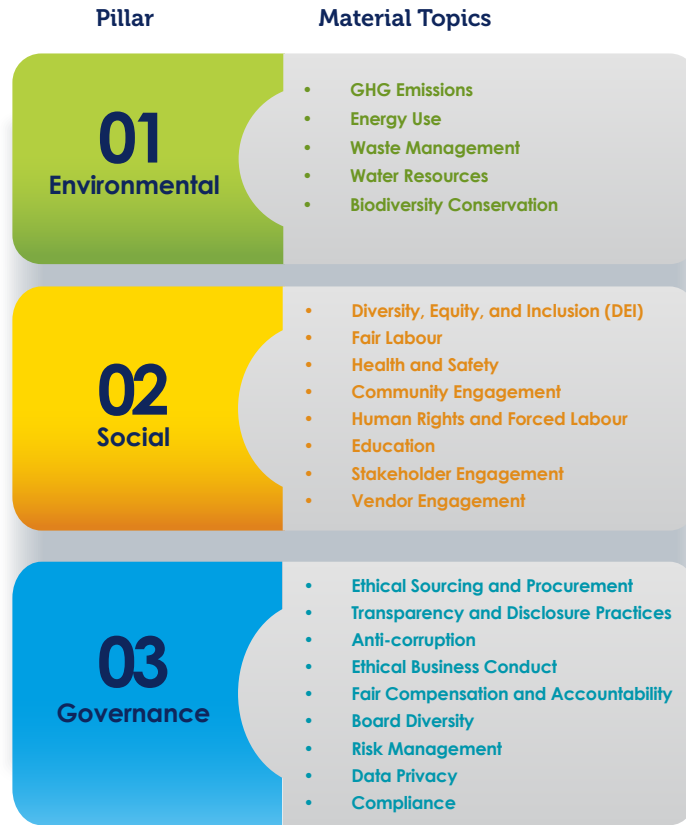 Pillar
Material Topics
01
Environmental
• GHG Emissions
• Energy Use
• Waste Management
• Water Resources
• Biodiversity Conservation
02
Social
• Diversity, Equity, and Inclusion (DEI)
• Fair Labour
• Health and Safety
• Community Engagement
• Human Rights and Forced Labour
• Education
• Stakeholder Engagement
• Vendor Engagement
03
Governance
• Ethical Sourcing and Procurement
• Transparency and Disclosure Practices
• Anti-corruption
• Ethical Business Conduct
• Fair Compensation and Accountability
• Board Diversity
• Risk Management
• Data Privacy
• Compliance